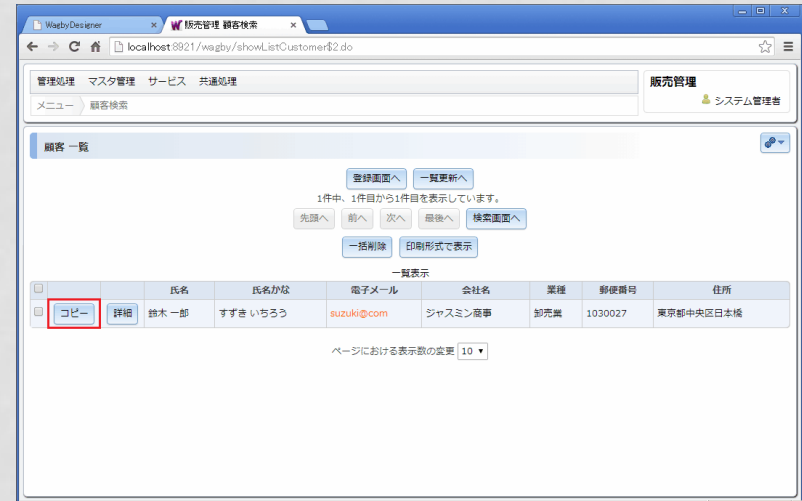 WagbyDesigner × 販売管理 顧客検索 ×
localhost:8921/wagby/showListCustomer$2.do
管理処理 マスタ管理 サービス 共通処理
販売管理
メニュー 顧客検索
システム管理者
顧客 一覧
登録画面へ 一覧更新へ
1件中、1件目から1件目を表示しています。
先頭へ 前へ 次へ 最後へ 検索画面へ
一括削除 印刷形式で表示
一覧表示
氏名 氏名かな 電子メール 会社名 業種 郵便番号 住所
コピー 詳細 鈴木 一郎 すずき いちろう suzuki@com ジャスミン商事 卸売業 1030027 東京都中央区日本橋
ページにおける表示数の変更 10